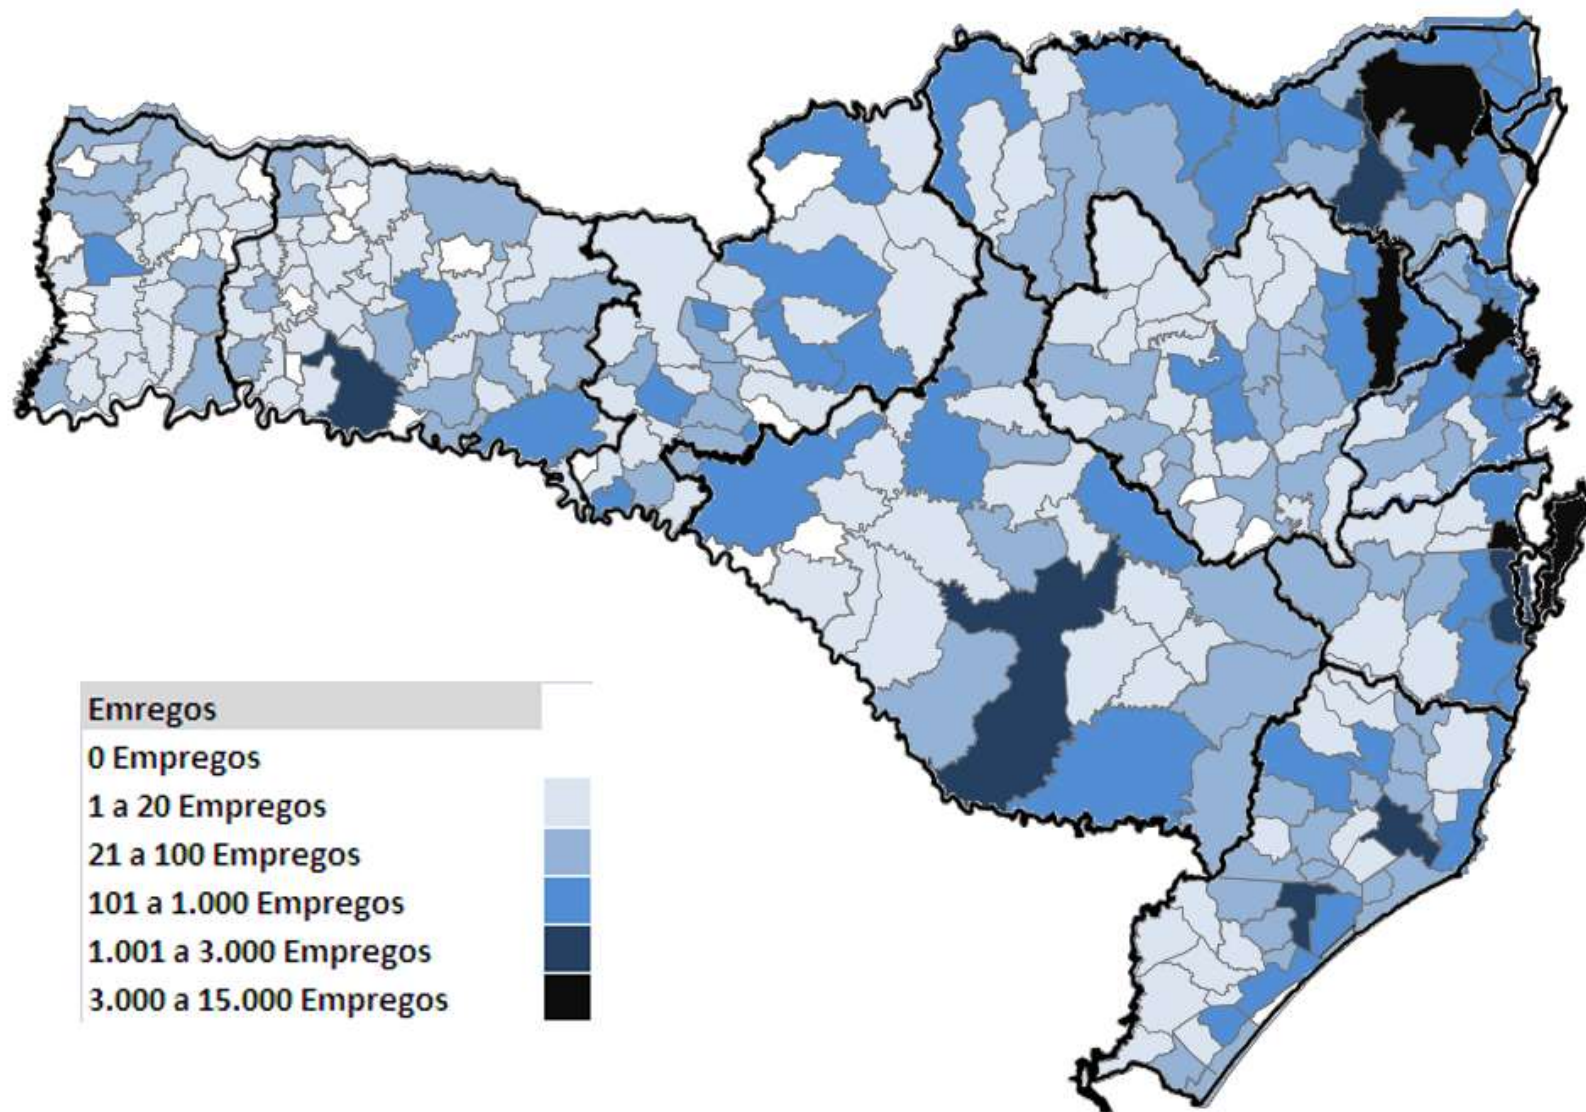 Emregos
0 Empregos
1 a 20 Empregos
21 a 100 Empregos
101 a 1.000 Empregos
1.001 a 3.000 Empregos
3.000 a 15.000 Empregos